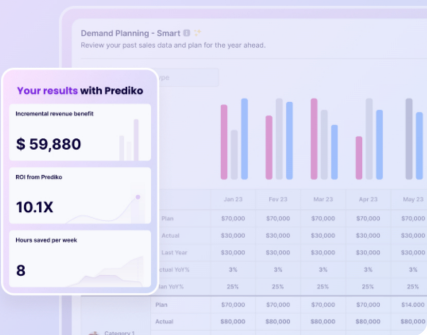 Demand Planning - Smart
Review your past sales data and plan for the year ahead.
Your results with Prediko
Incremental revenue benefit
$ 59,880
ROI from Prediko
10.1X
Hours saved per week
8
Jan 23 Fev 23 Mar 23 Apr 23 May 23
Plan $70,000 $70,000 $70,000 $70,000 $70,000
Actual $30,000 $30,000 $30,000 $30,000 $30,000
Last Year $30,000 $30,000 $30,000 $30,000 $30,000
ctual YoY% 3% 3% 3% 3% 3%
YoY% 25% 25% 25% 25% 25%
Plan $70,000 $70,000 $70,000 $70,000 $14.000
Actual $80,000 $80,000 $80,000 $80,000 $80,000
Category 1